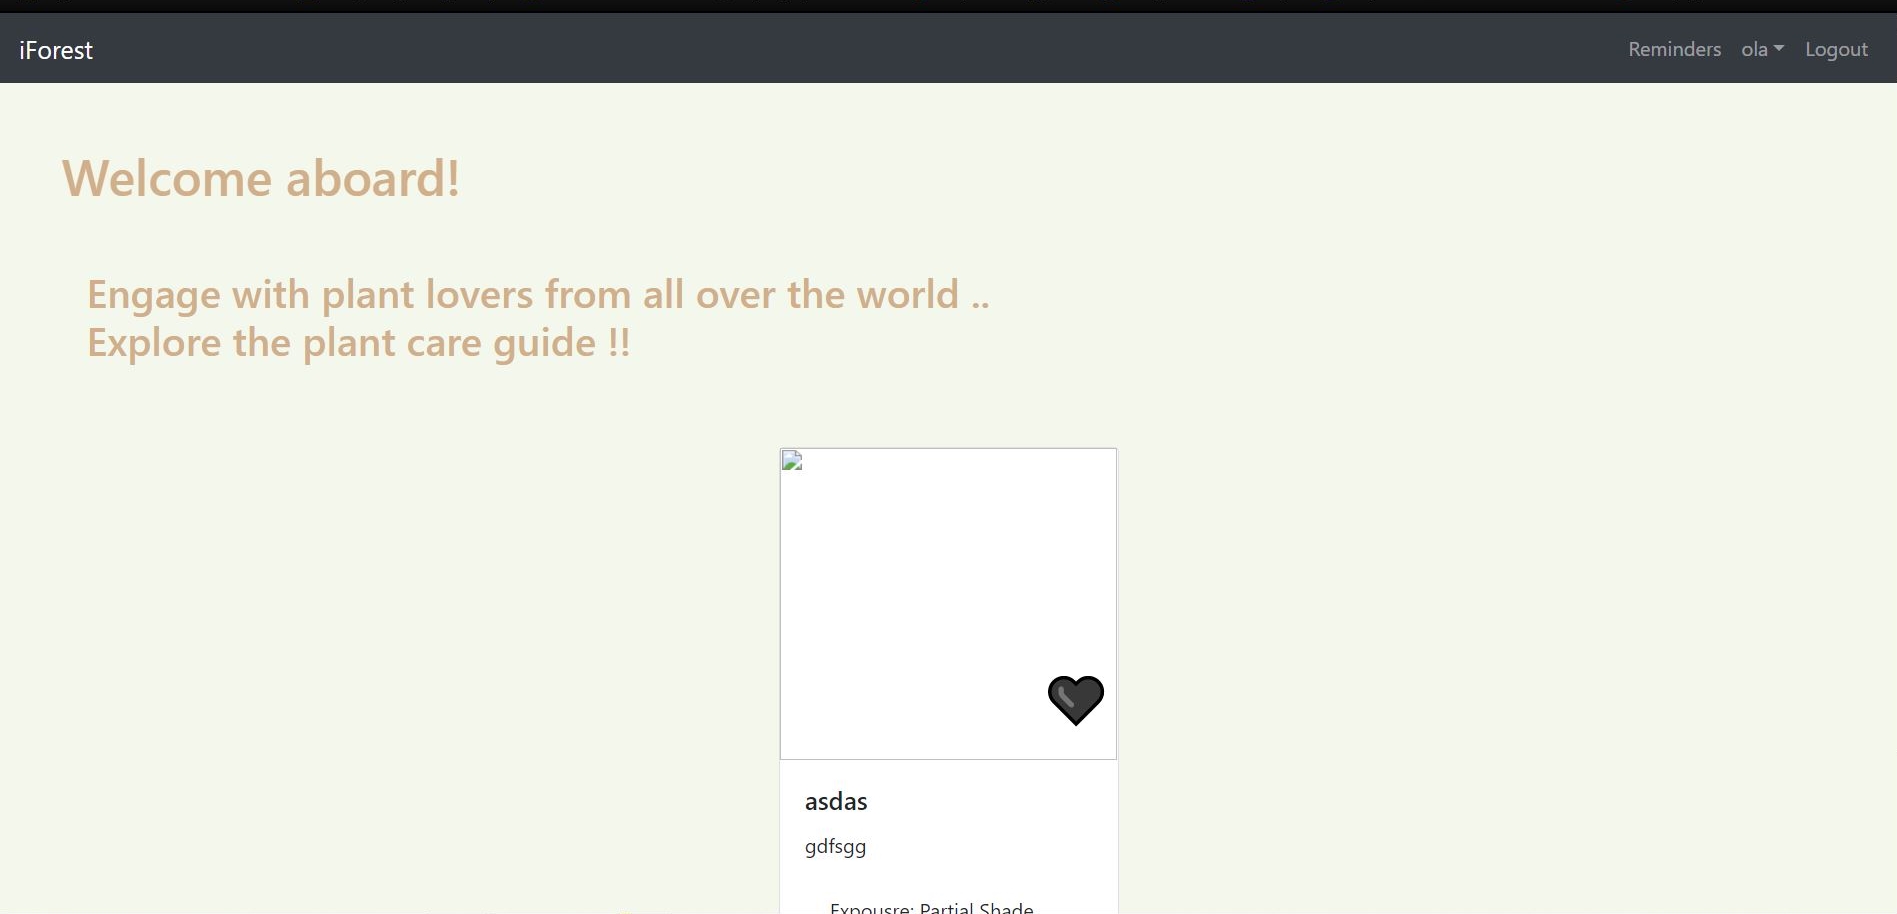 iForest
Reminders ola Logout
Welcome aboard!
Engage with plant lovers from all over the world ..
Explore the plant care guide !!
asdas
gdfsgg
Expousre: Partial Shade